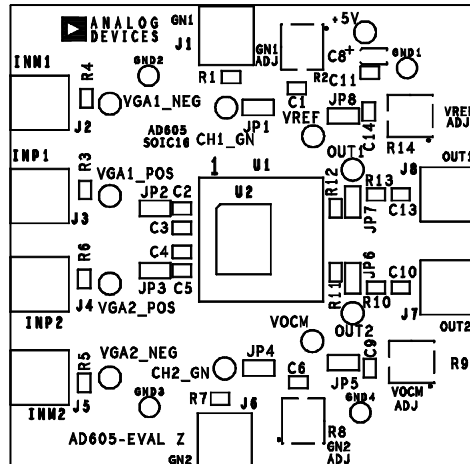 ANALOG
DEVICES
GN1
J1
GN1
ADJ
R2
+5V
C8
+
C11
GND1
INM1
R4
GND2
R1
C1
VGA1_NEG
J2
JP1
JP8
VREF
C14
R14
VREF
ADJ
AD605
SOIC16
CH1_GN
INP1
R3
VGA1_POS
1
U1
OUT1
J8
R12
R13
JP2
C2
U2
J3
C3
JP7
C13
OUT1
R6
C4
JP6
C10
JP3
C5
R11
R10
J4
VGA2_POS
J7
INP2
VOCM
OUT2
OUT2
R5
VGA2_NEG
CH2_GN
JP4
C6
JP5
C9
R9
VOCM
ADJ
INM2
J5
GND3
R7
J6
GND4
R8
GN2
ADJ
AD605-EVAL Z
GN2